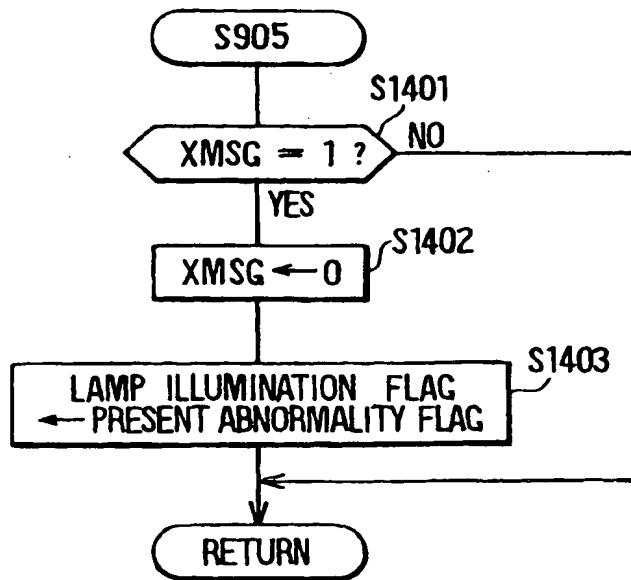 S905
S1401
XMSG = 1 ?
NO
YES
S1402
XMSG ← 0
S1403
LAMP ILLUMINATION FLAG
← PRESENT ABNORMALITY FLAG
RETURN